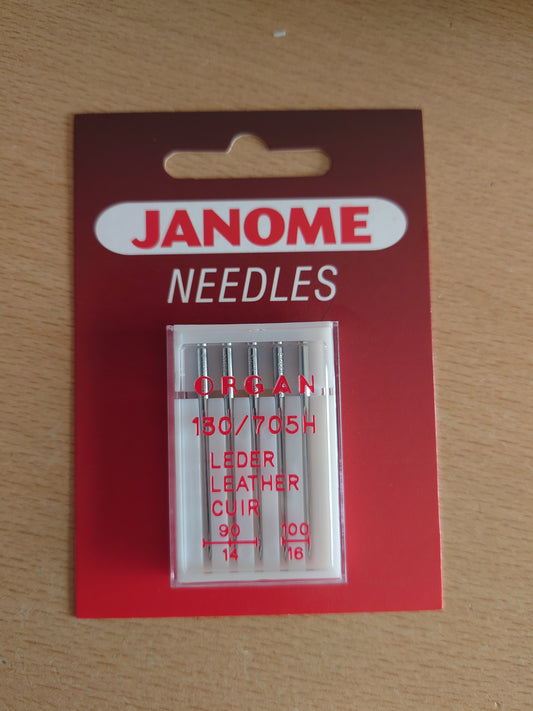 JANOME
NEEDLES
ORGAN
130/705H
LEDER
LEATHER
CUIR
90 100
14 16